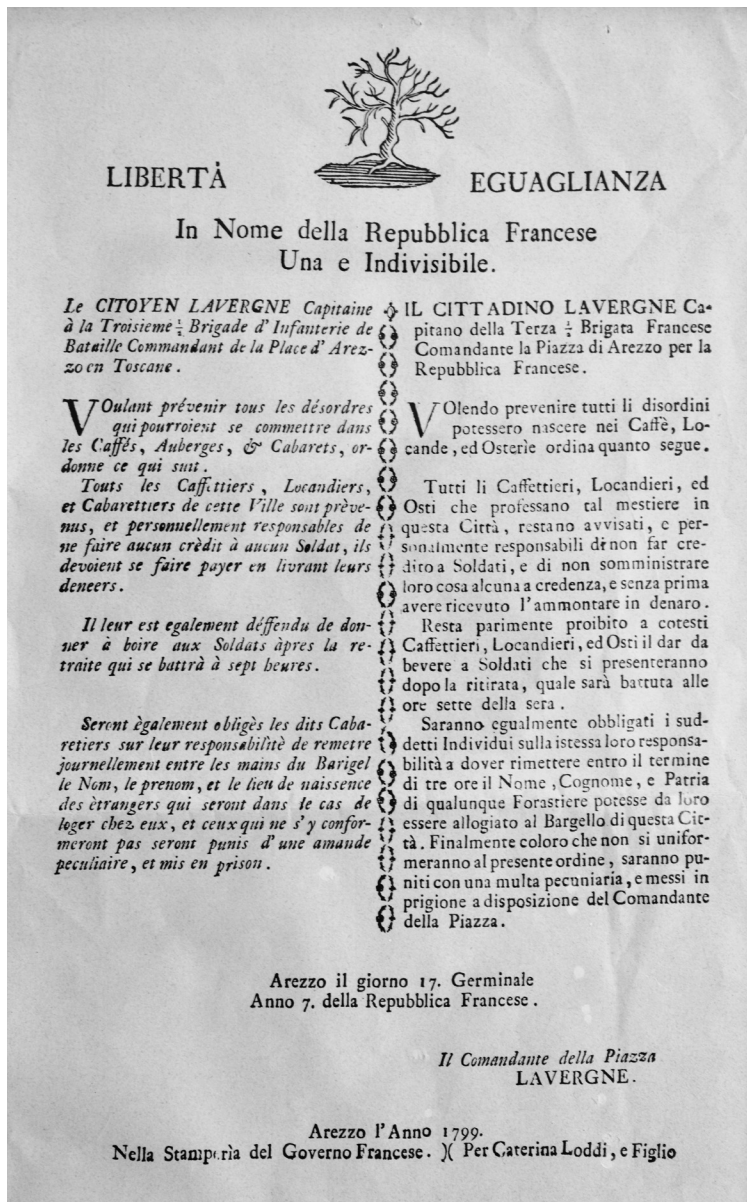 LIBERTÀ EGUAGLIANZA
In Nome della Repubblica Francese
Una e Indivisibile.
Le CITOYEN LAVERGNE Capitaine
à la Troisieme ½ Brigade d'Infanterie de
Bataille Commandant de la Place d'Arez-
zo en Toscane.
VOulant prévenir tous les désordres
qui pourroient se commettre dans
les Caffés, Auberges, & Cabarets, or-
donne ce qui suit.
Touts les Caffettiers, Locandiers,
et Cabarettiers de cette Ville sont prève-
nus, et personuellement responsables de
ne faire aucun crèdit à aucun Soldat, ils
devoient se faire payer en livrant leurs
deneers.
Il leur est egalement déffendu de don-
ner à boire aux Soldats àpres la re-
traite qui se battrà à sept heures.
Seront ègalement obligès les dits Caba-
retiers sur leur responsabilitè de remetre
journellement entre les mains du Barigel
le Nom, le prenom, et le lieu de naissence
des ètrangers qui seront dans le cas de
loger chez eux, et ceux qui ne s'y confor-
meront pas seront punis d'une amande
peculiaire, et mis en prison.
IL CITTADINO LAVERGNE Ca-
pitano della Terza ½ Brigata Francese
Comandante la Piazza di Arezzo per la
Repubblica Francese.
VOlendo prevenire tutti li disordini
potessero nascere nei Caffè, Lo-
cande, ed Osterìe ordina quanto segue.
Tutti li Caffettieri, Locandieri, ed
Osti che professano tal mestiere in
questa Città, restano avvisati, e per-
sonalmente responsabili di non far cre-
dito a Soldati, e di non somministrare
loro cosa alcuna a credenza, e senza prima
avere ricevuto l'ammontare in denaro.
Resta parimente proibito a cotesti
Caffettieri, Locandieri, ed Osti il dar da
bevere a Soldati che si presenteranno
dopo la ritirata, quale sarà battuta alle
ore sette della sera.
Saranno egualmente obbligati i sud-
detti Individui sulla istessa loro responsa-
bilità a dover rimettere entro il termine
di tre ore il Nome, Cognome, e Patria
di qualunque Forastiere potesse da loro
essere allogiato al Bargello di questa Cit-
tà. Finalmente coloro che non si unifor-
meranno al presente ordine, saranno pu-
niti con una multa pecuniaria, e messi in
prigione a disposizione del Comandante
della Piazza.
Arezzo il giorno 17. Germinale
Anno 7. della Repubblica Francese.
Il Comandante della Piazza
LAVERGNE.
Arezzo l'Anno 1799.
Nella Stamperìa del Governo Francese. )( Per Caterina Loddi, e Figlio